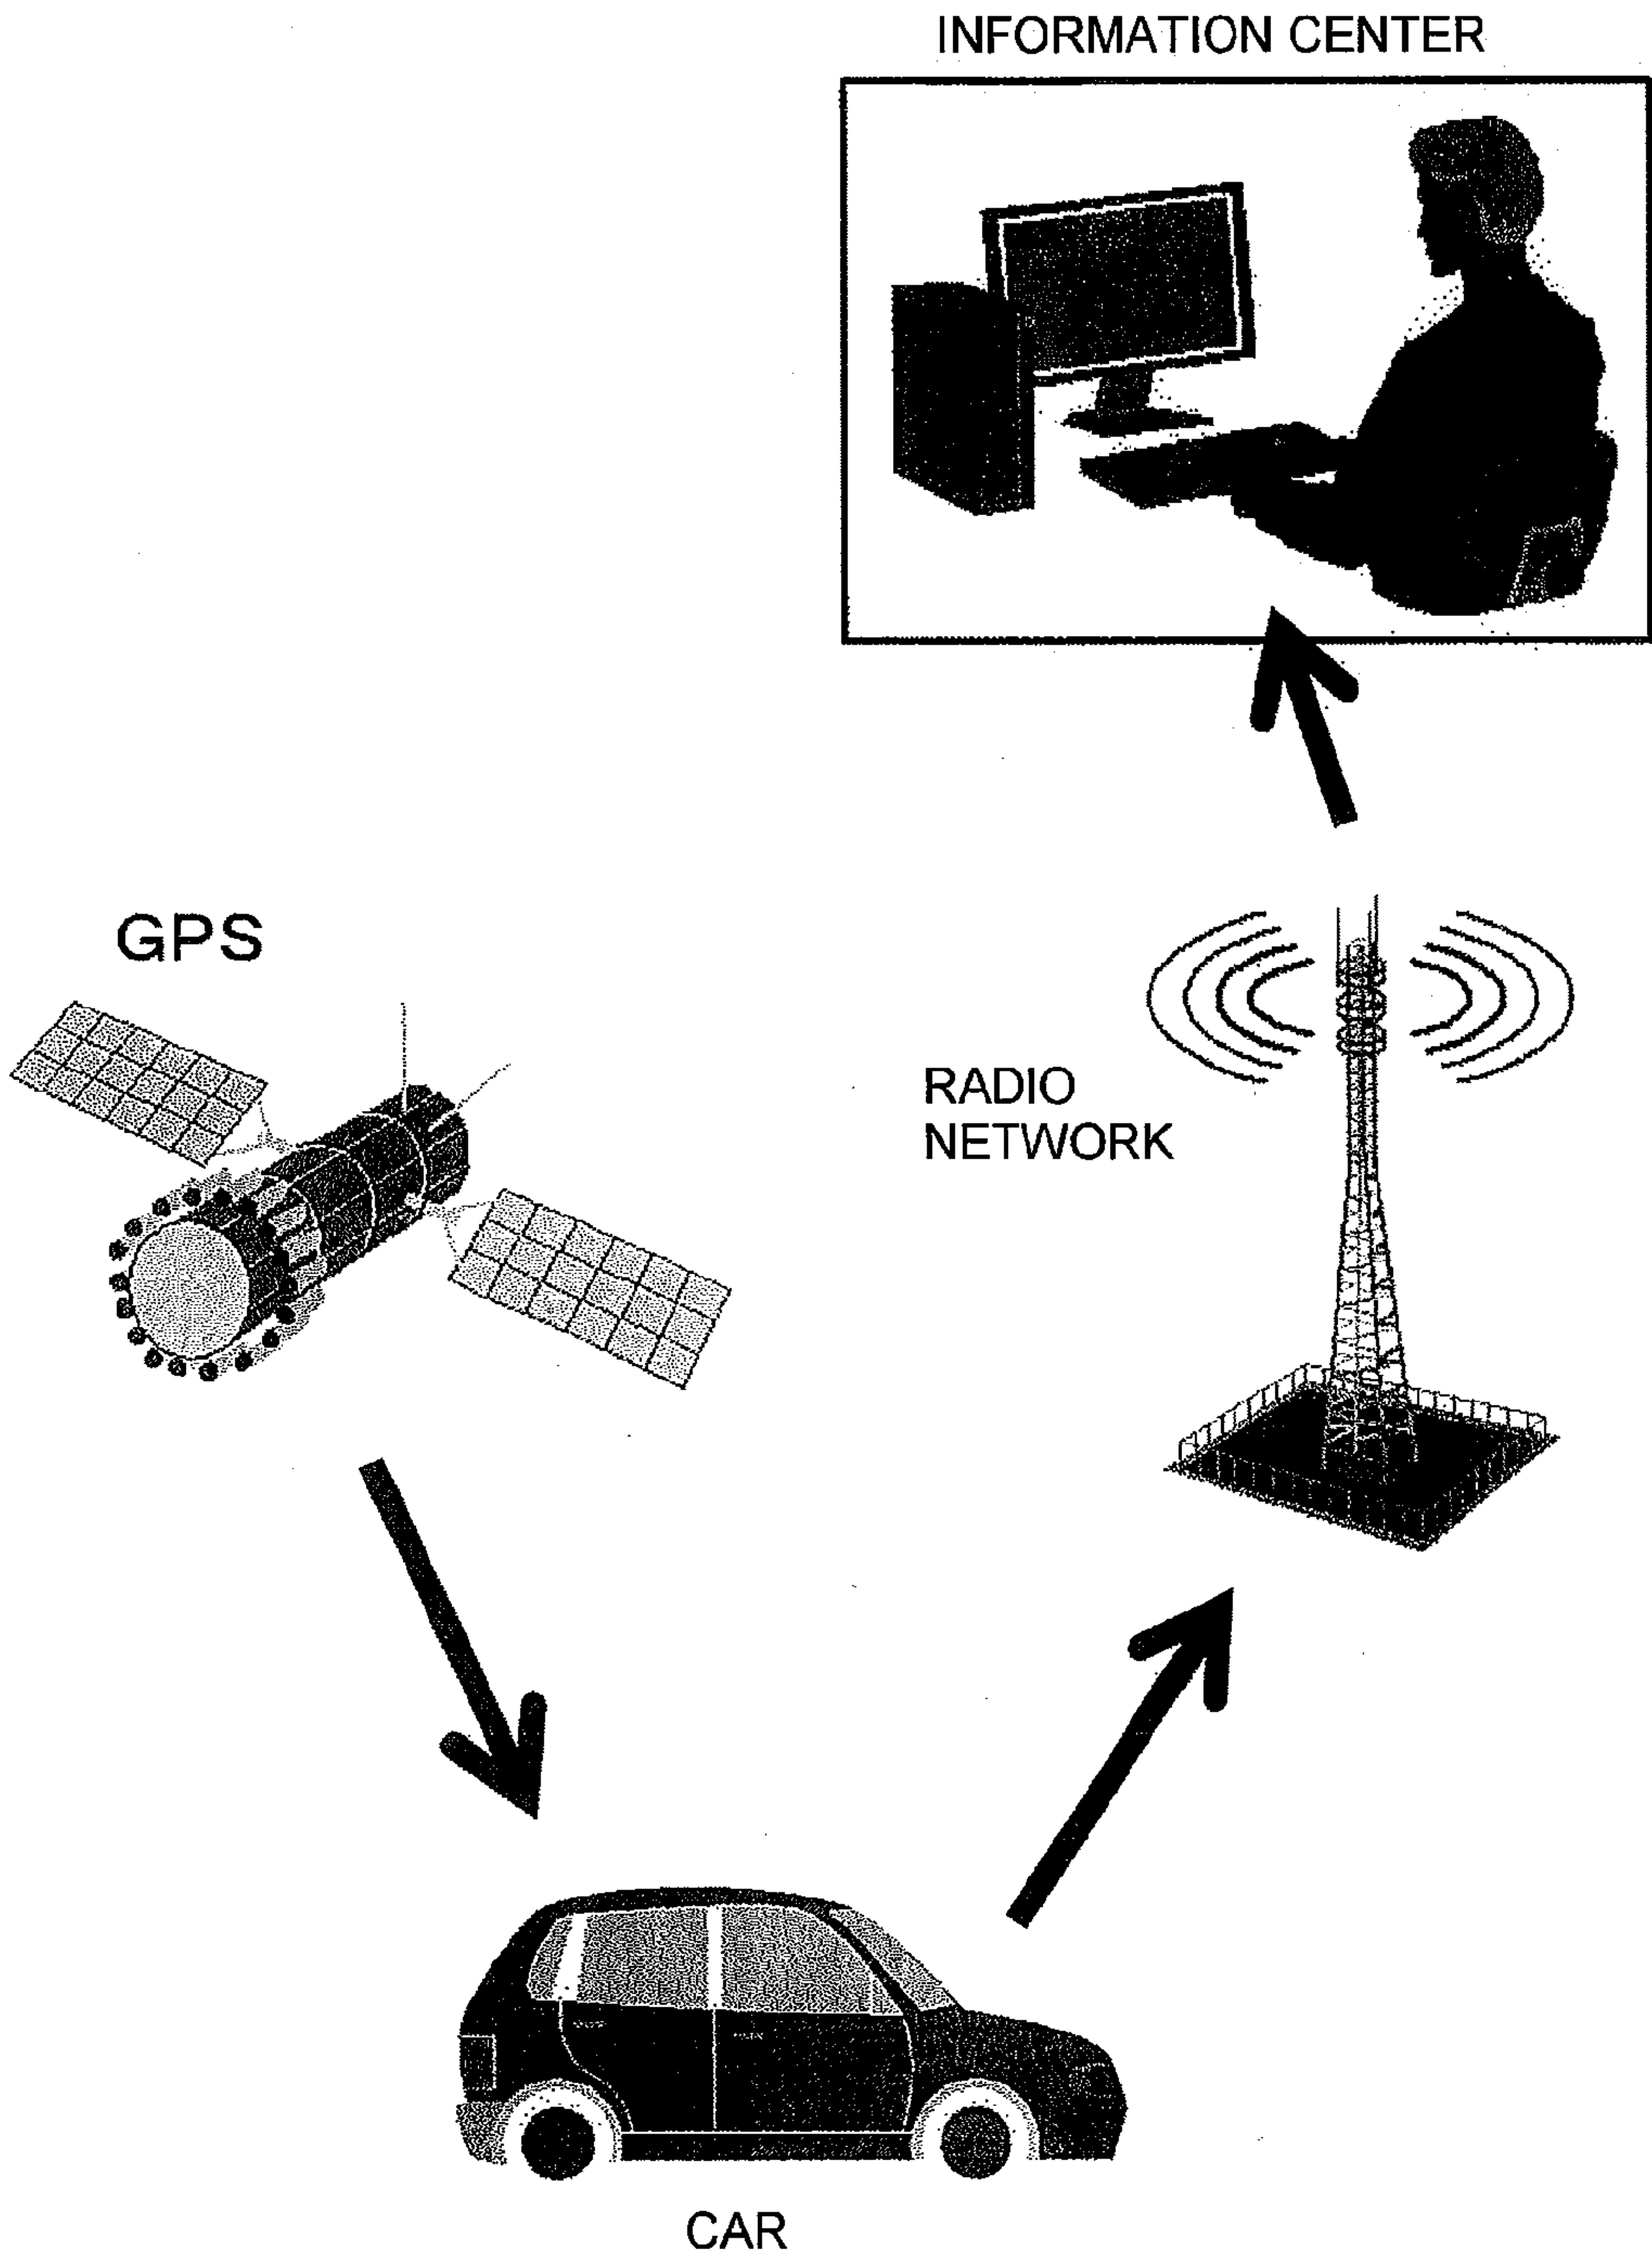 INFORMATION CENTER
GPS
RADIO
NETWORK
CAR